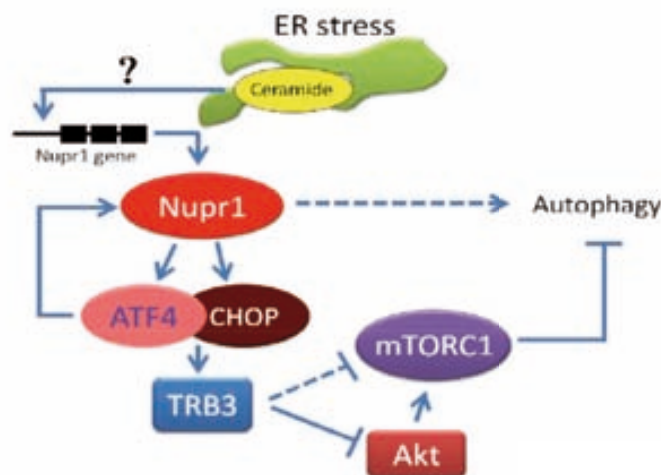 ER stress
?
Ceramide
Nupr1 gene
Nupr1
Autophagy
ATF4
CHOP
mTORC1
TRB3
Akt